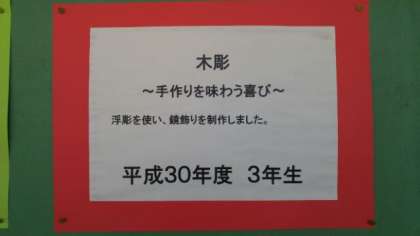 木彫
～手作りを味わう喜び～
浮彫を使い、鏡飾りを制作しました。
平成30年度 3年生